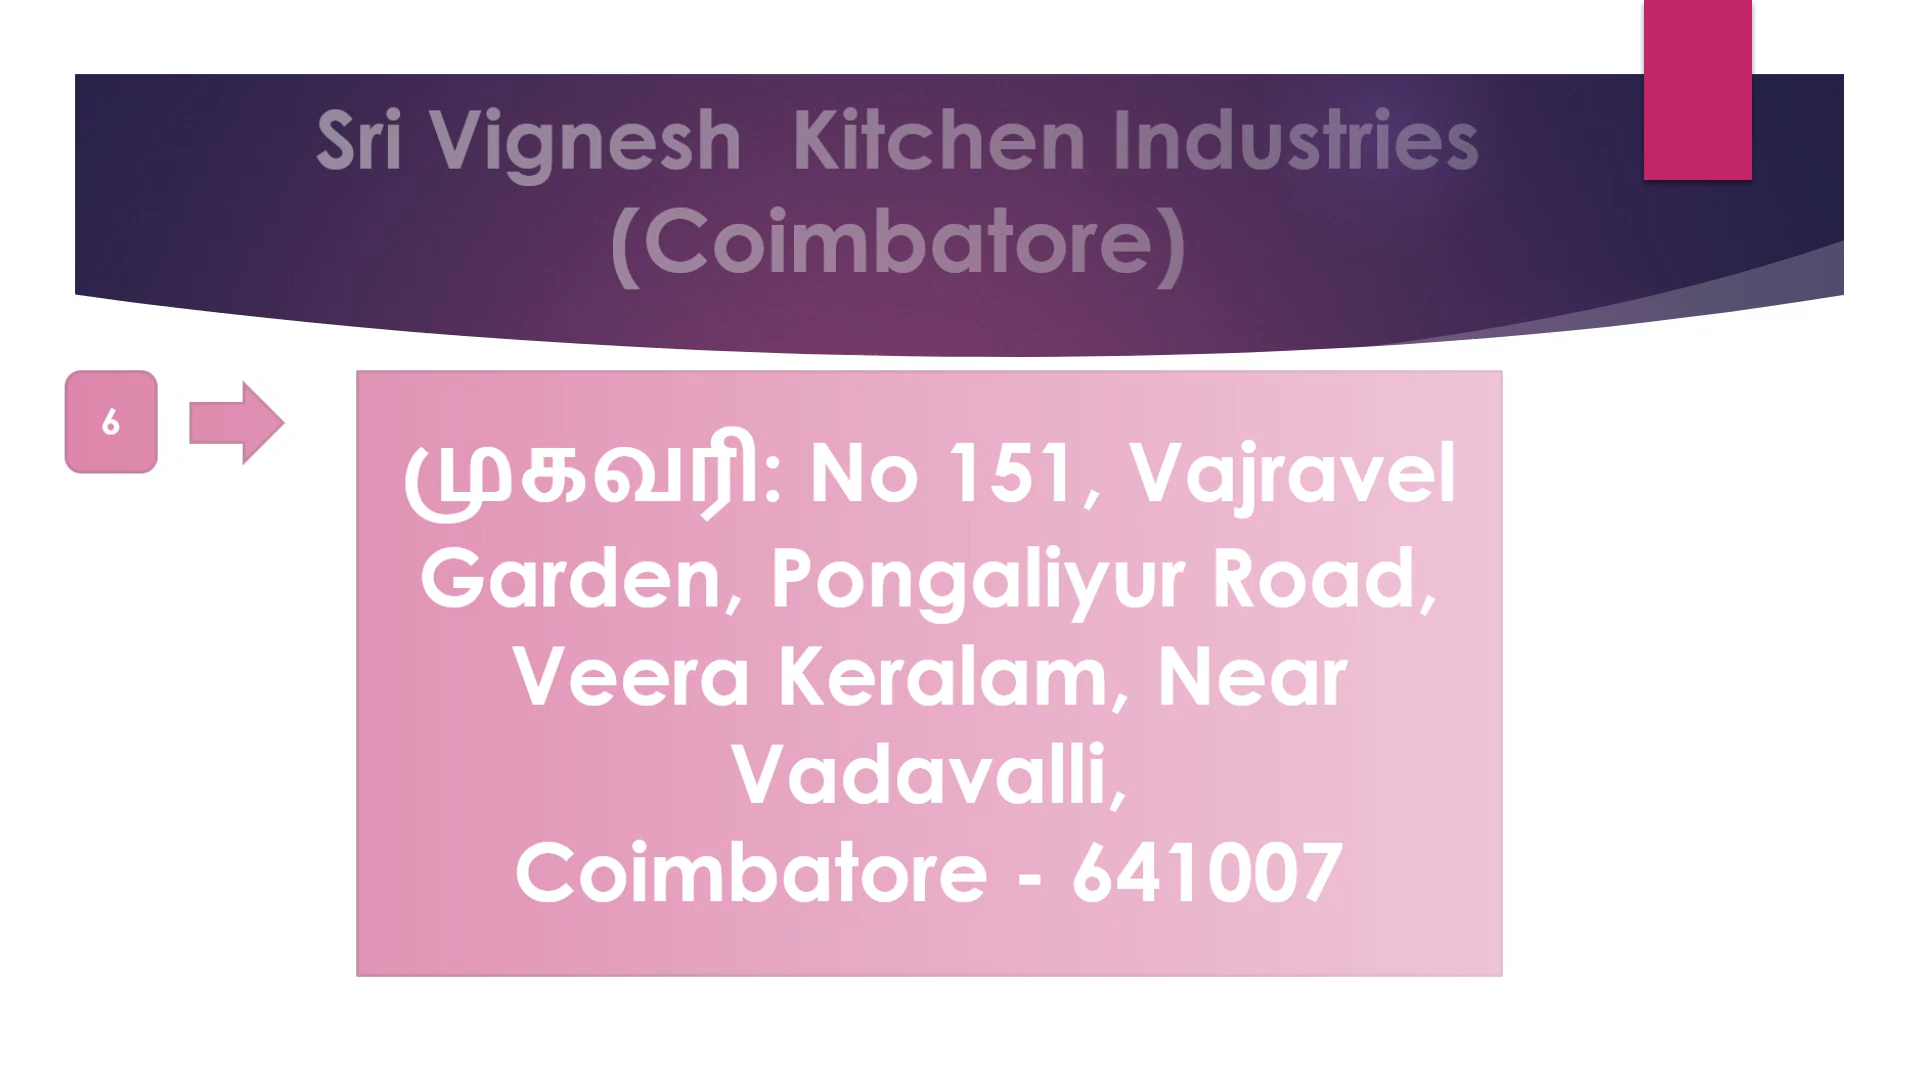 Sri Vignesh  Kitchen Industries
(Coimbatore)
6
முகவரி: No 151, Vajravel
Garden, Pongaliyur Road,
Veera Keralam, Near
Vadavalli,
Coimbatore - 641007